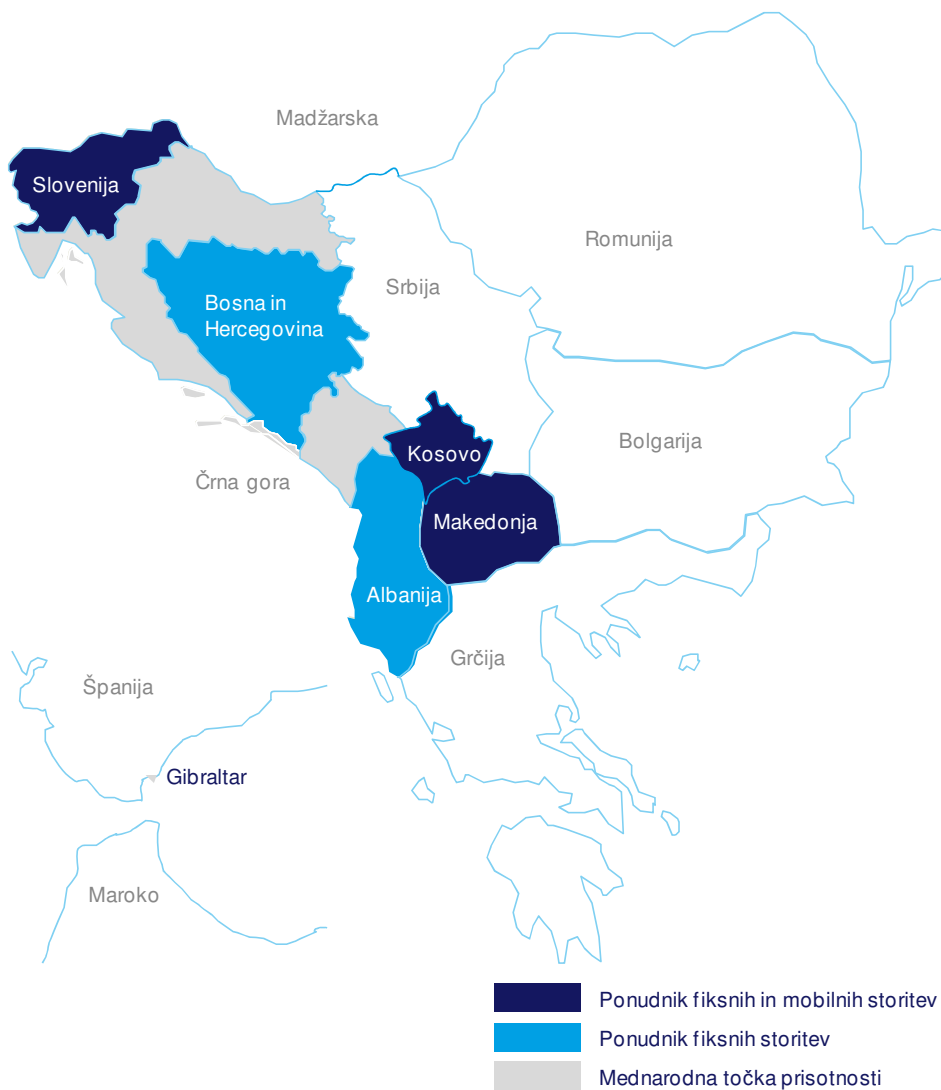 Madžarska
Slovenija
Romunija
Srbija
Bosna in
Hercegovina
Bolgarija
Kosovo
Črna gora
Makedonja
Albanija
Grčija
Španija
Gibraltar
Maroko
Ponudnik fiksnih in mobilnih storitev
Ponudnik fiksnih storitev
Mednarodna točka prisotnosti